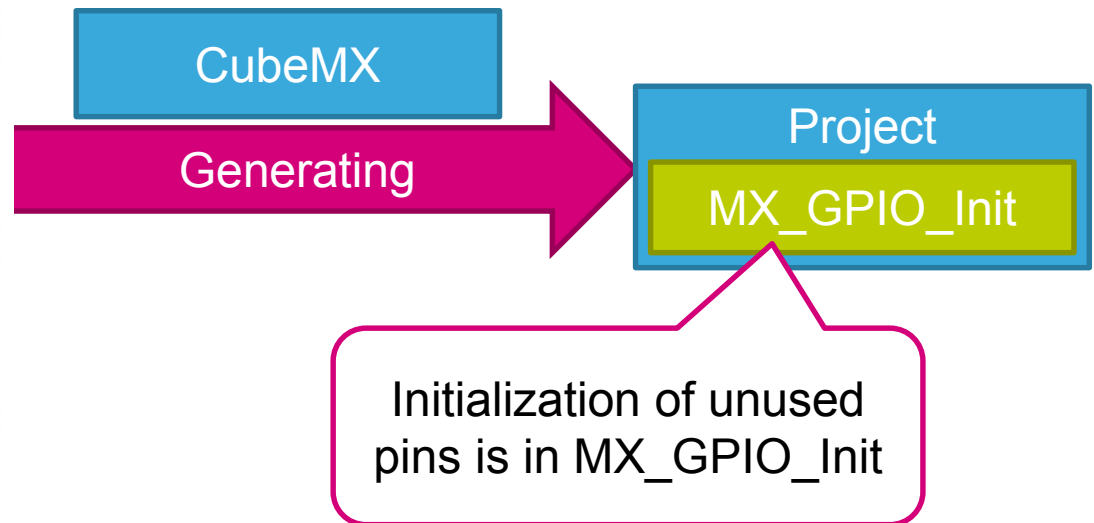 CubeMX
Generating
Project
MX_GPIO_Init
Initialization of unused
pins is in MX_GPIO_Init